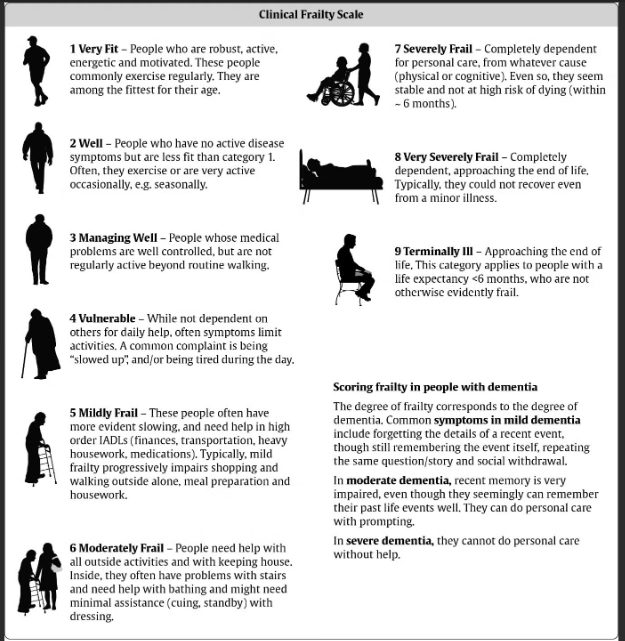 Clinical Frailty Scale
1 Very Fit – People who are robust, active,
energetic and motivated. These people
commonly exercise regularly. They are
among the fittest for their age.
2 Well – People who have no active disease
symptoms but are less fit than category 1.
Often, they exercise or are very active
occasionally, e.g. seasonally.
3 Managing Well – People whose medical
problems are well controlled, but are not
regularly active beyond routine walking.
4 Vulnerable – While not dependent on
others for daily help, often symptoms limit
activities. A common complaint is being
“slowed up”, and/or being tired during the day.
5 Mildly Frail – These people often have
more evident slowing, and need help in high
order IADLs (finances, transportation, heavy
housework, medications). Typically, mild
frailty progressively impairs shopping and
walking outside alone, meal preparation and
housework.
6 Moderately Frail – People need help with
all outside activities and with keeping house.
Inside, they often have problems with stairs
and need help with bathing and might need
minimal assistance (cuing, standby) with
dressing.
7 Severely Frail – Completely dependent
for personal care, from whatever cause
(physical or cognitive). Even so, they seem
stable and not at high risk of dying (within
~ 6 months).
8 Very Severely Frail – Completely
dependent, approaching the end of life.
Typically, they could not recover even
from a minor illness.
9 Terminally Ill – Approaching the end of
life. This category applies to people with a
life expectancy <6 months, who are not
otherwise evidently frail.
Scoring frailty in people with dementia
The degree of frailty corresponds to the degree of
dementia. Common symptoms in mild dementia
include forgetting the details of a recent event,
though still remembering the event itself, repeating
the same question/story and social withdrawal.
In moderate dementia, recent memory is very
impaired, even though they seemingly can remember
their past life events well. They can do personal care
with prompting.
In severe dementia, they cannot do personal care
without help.